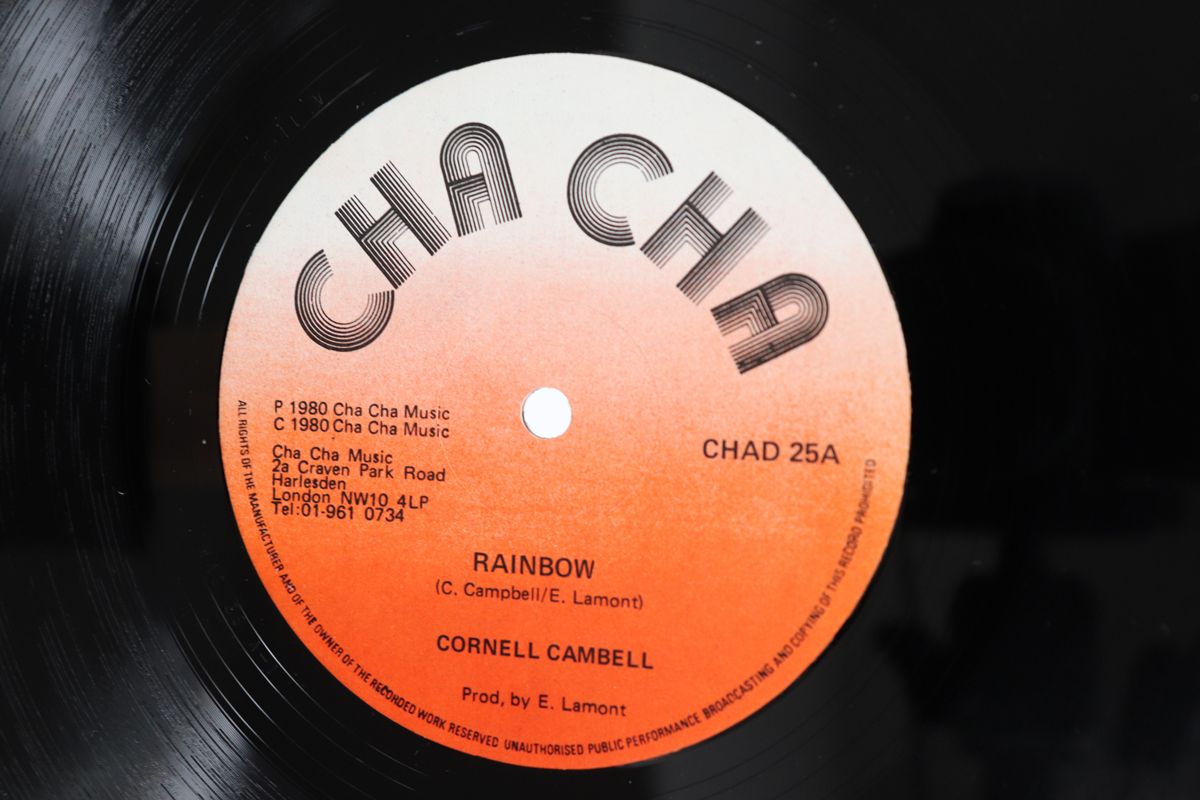 CHA CHA
P 1980 Cha Cha Music
C 1980 Cha Cha Music
Cha Cha Music
2a Craven Park Road
Harlesden
London NW10 4LP
Tel:01-961 0734
CHAD 25A
RAINBOW
(C. Campbell/E. Lamont)
CORNELL CAMBELL
Prod, by E. Lamont
ALL RIGHTS OF THE MANUFACTURER AND OF THE OWNER OF THE RECORDED WORK RESERVED UNAUTHORISED PUBLIC PERFORMANCE BROADCASTING AND COPYING OF THIS RECORD PROHIBITED